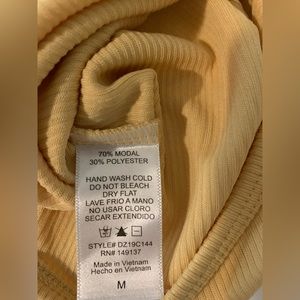 70% MODAL
30% POLYESTER
HAND WASH COLD
DO NOT BLEACH
DRY FLAT
LAVE FRIO A MANO
NO USAR CLORO
SECAR EXTENDIDO
STYLE# DZ19C144
RN# 149137
Made in Vietnam
Hecho en Vietnam
M